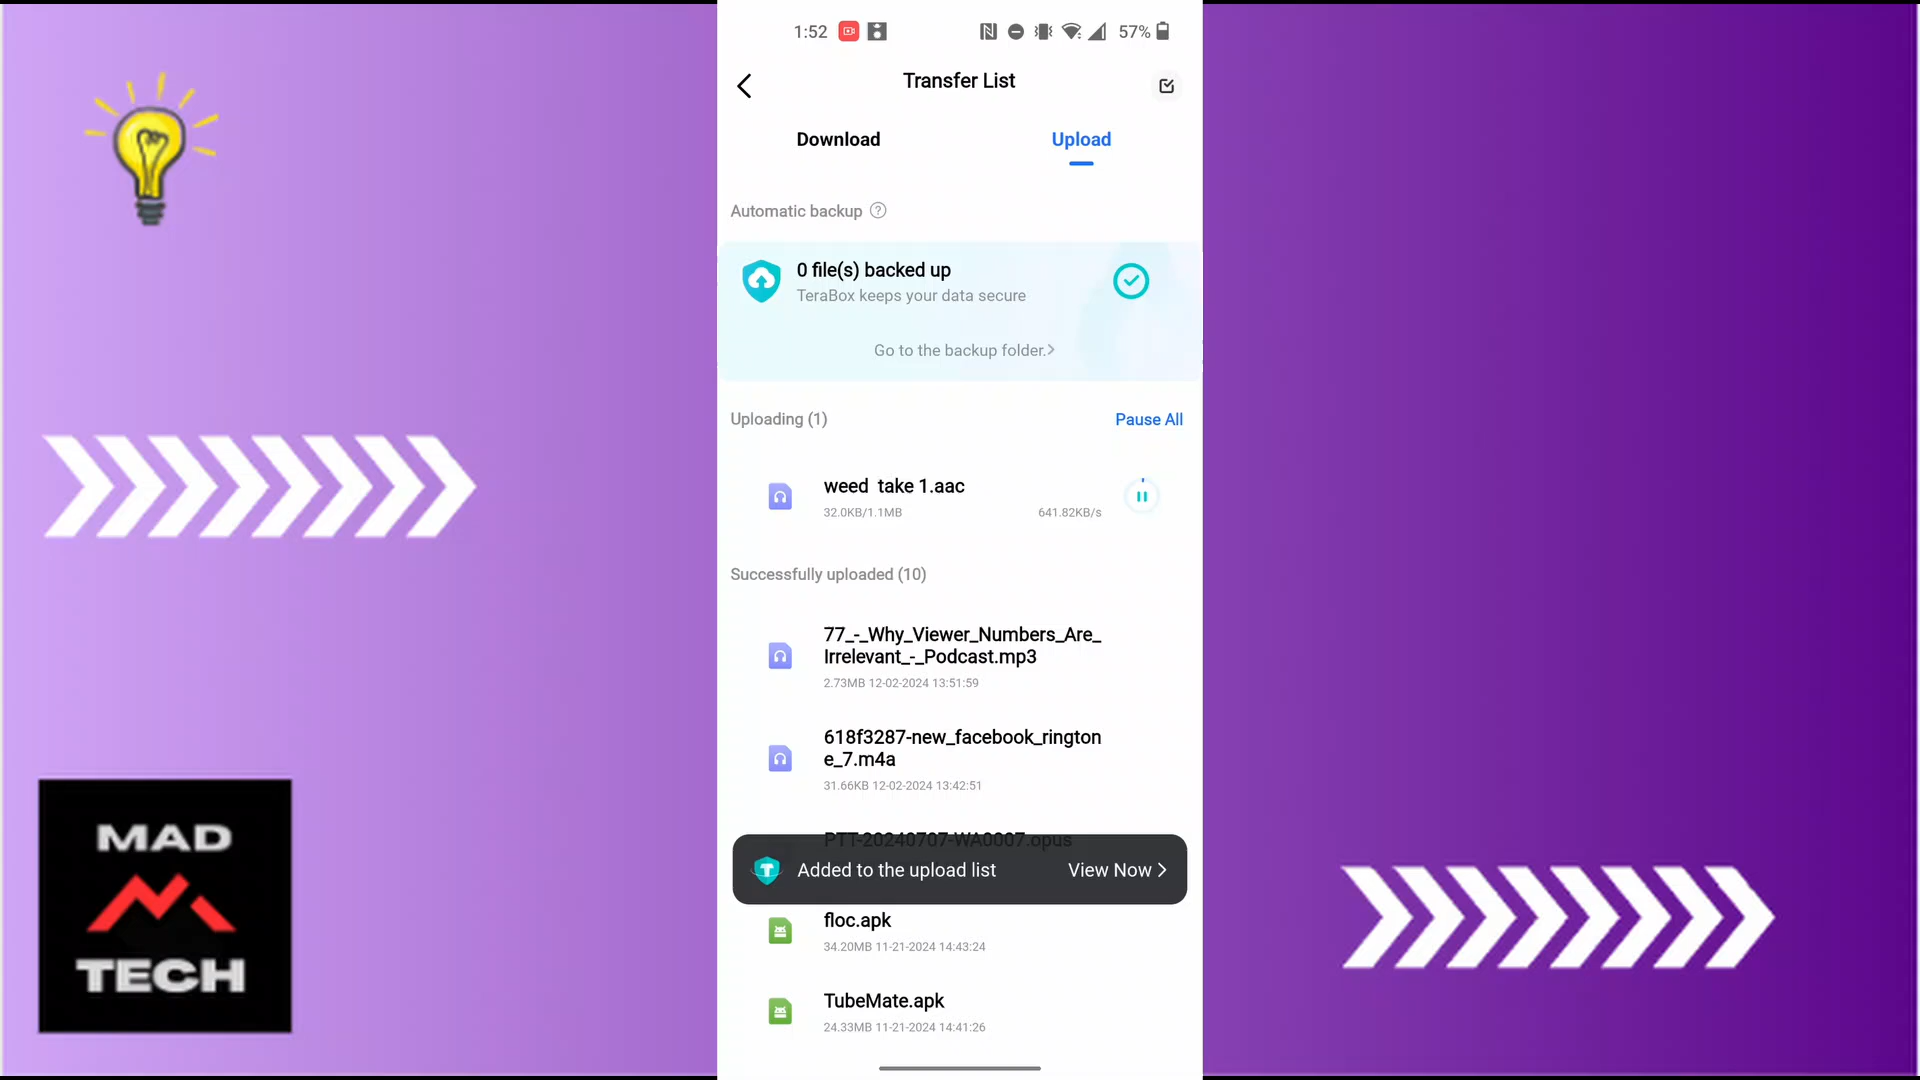 1:52
57%
Transfer List
Download
Upload
Automatic backup ?
0 file(s) backed up
TeraBox keeps your data secure
Go to the backup folder.>
Uploading (1)
Pause All
weed take 1.aac
32.0KB/1.1MB
641.82KB/s
Successfully uploaded (10)
77_-_Why_Viewer_Numbers_Are_
Irrelevant_-_Podcast.mp3
2.73MB 12-02-2024 13:51:59
618f3287-new_facebook_rington
e_7.m4a
31.66KB 12-02-2024 13:42:51
PTT-20240707-WA0007.opus
Added to the upload list
View Now >
floc.apk
34.20MB 11-21-2024 14:43:24
TubeMate.apk
24.33MB 11-21-2024 14:41:26
MAD
TECH